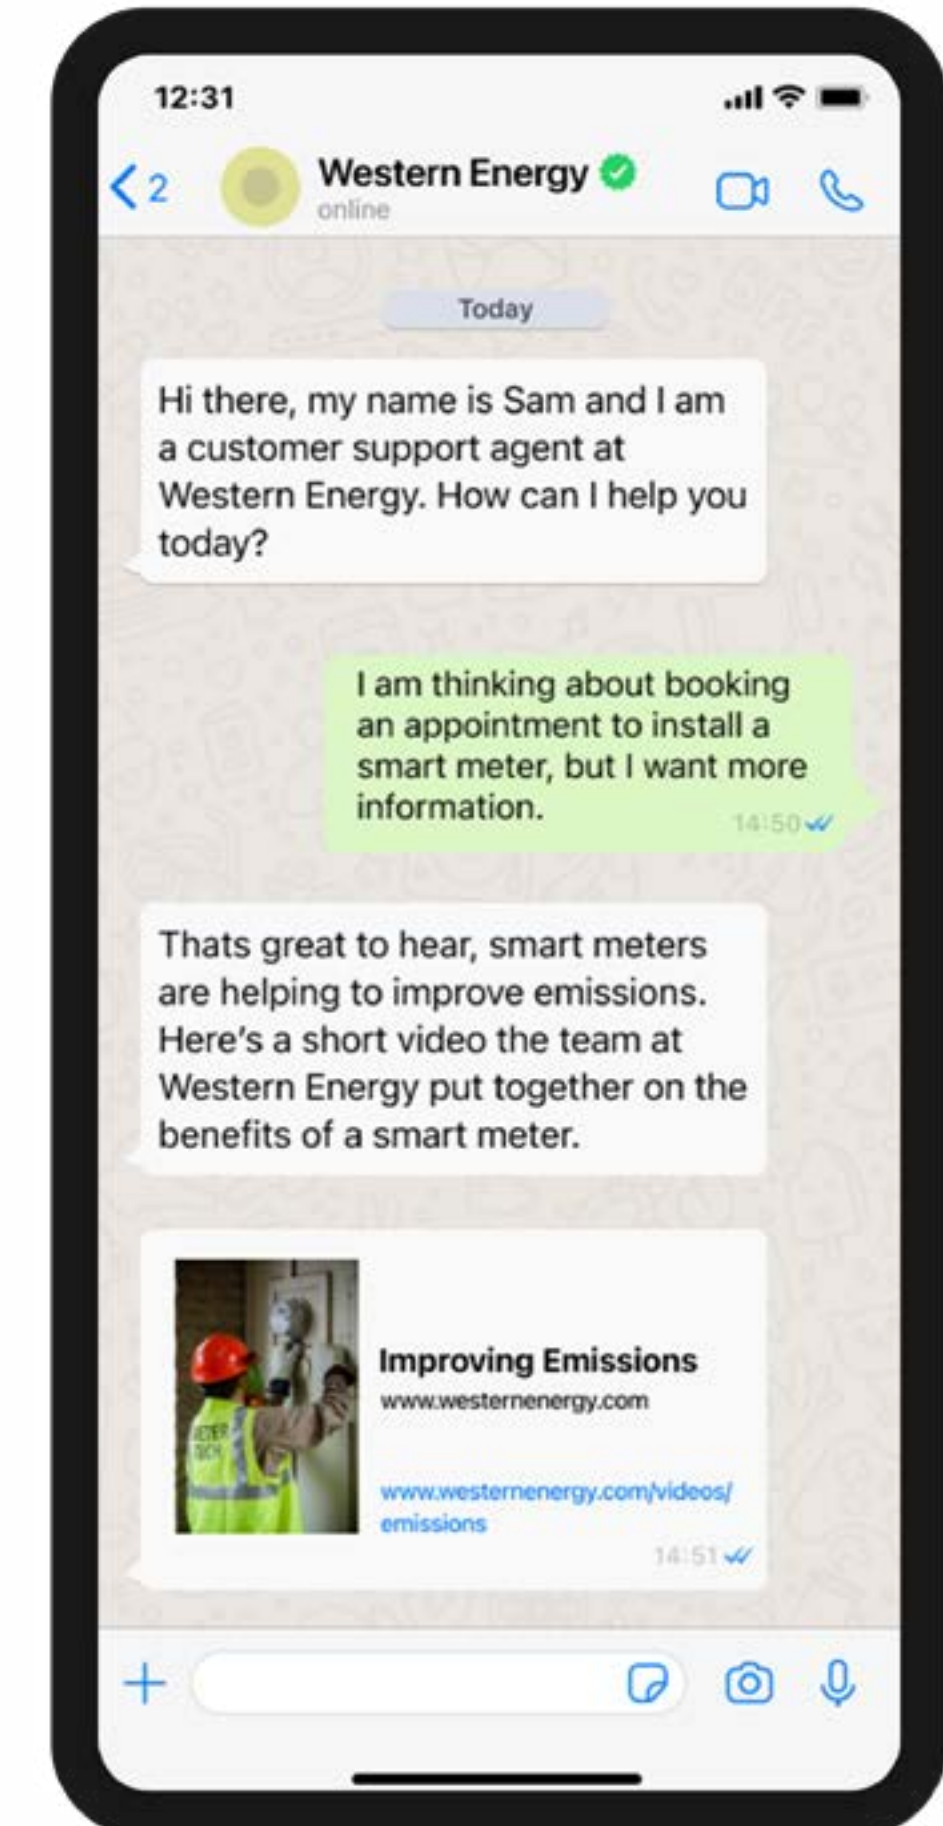 12:31
2
Western Energy
online
Today
Hi there, my name is Sam and I am
a customer support agent at
Western Energy. How can I help you
today?
I am thinking about booking
an appointment to install a
smart meter, but I want more
information.
14:50
Thats great to hear, smart meters
are helping to improve emissions.
Here's a short video the team at
Western Energy put together on the
benefits of a smart meter.
METER
TECH
Improving Emissions
www.westernenergy.com
www.westernenergy.com/videos/
emissions
14:51